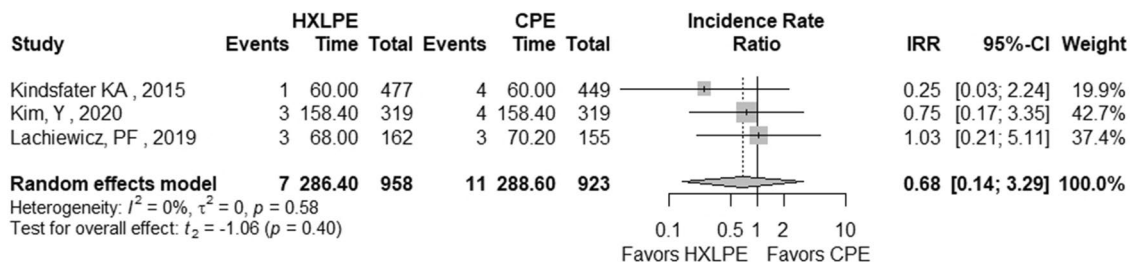 HXLPE CPE Incidence Rate
Study Events Time Total Events Time Total Ratio IRR 95%-CI Weight
Kindsfater KA , 2015 1 60.00 477 4 60.00 449 0.25 [0.03; 2.24] 19.9%
Kim, Y , 2020 3 158.40 319 4 158.40 319 0.75 [0.17; 3.35] 42.7%
Lachiewicz, PF , 2019 3 68.00 162 3 70.20 155 1.03 [0.21; 5.11] 37.4%
Random effects model 7 286.40 958 11 288.60 923 0.68 [0.14; 3.29] 100.0%
Heterogeneity: I² = 0%, τ² = 0, p = 0.58
Test for overall effect: t₂ = -1.06 (p = 0.40)
0.1 0.5 1 2 10
Favors HXLPE Favors CPE